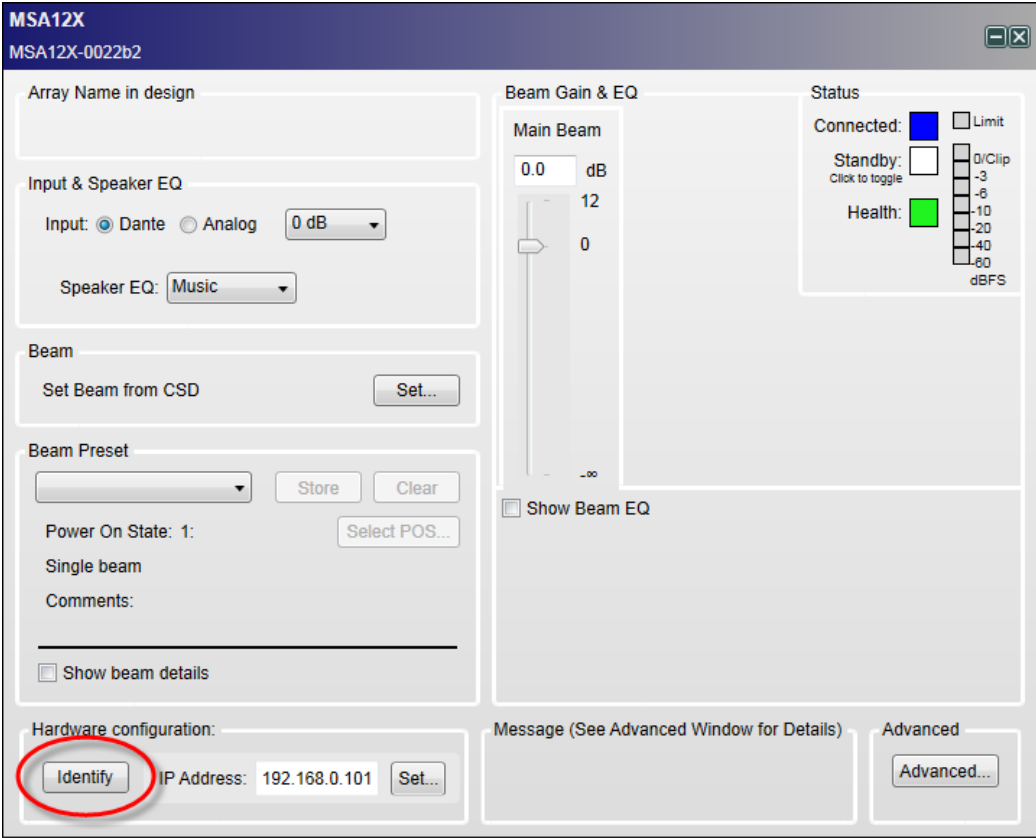 MSA12X
MSA12X-0022b2
Array Name in design
Input & Speaker EQ
Input: Dante Analog 0 dB
Speaker EQ: Music
Beam
Set Beam from CSD Set...
Beam Preset
Store Clear
Power On State: 1: Select POS...
Single beam
Comments:
Show beam details
Hardware configuration:
Identify IP Address: 192.168.0.101 Set...
Beam Gain & EQ
Main Beam
0.0 dB
12
0
-∞
Show Beam EQ
Status
Connected: Limit
Standby:
Click to toggle
Health:
0/Clip
-3
-6
-10
-20
-40
-60
dBFS
Message (See Advanced Window for Details)
Advanced
Advanced...